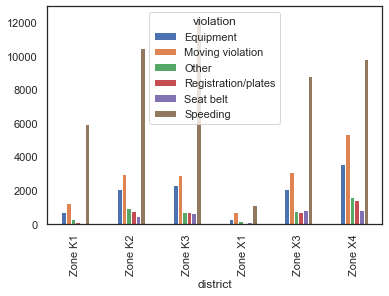 violation
Equipment
Moving violation
Other
Registration/plates
Seat belt
Speeding
12000
10000
8000
6000
4000
2000
0
Zone K1
Zone K2
Zone K3
Zone X1
Zone X3
Zone X4
district